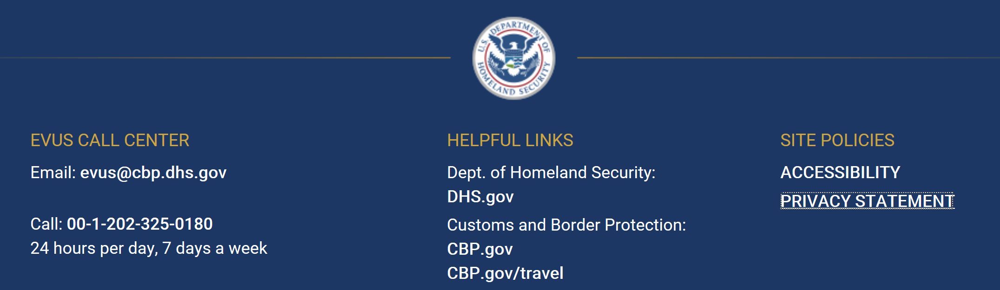 U.S. DEPARTMENT OF
HOMELAND SECURITY
EVUS CALL CENTER
Email: evus@cbp.dhs.gov
Call: 00-1-202-325-0180
24 hours per day, 7 days a week
HELPFUL LINKS
Dept. of Homeland Security:
DHS.gov
Customs and Border Protection:
CBP.gov
CBP.gov/travel
SITE POLICIES
ACCESSIBILITY
PRIVACY STATEMENT